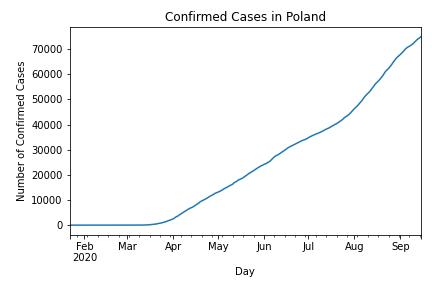 Confirmed Cases in Poland
Number of Confirmed Cases
70000
60000
50000
40000
30000
20000
10000
0
Feb Mar Apr May Jun Jul Aug Sep
2020
Day